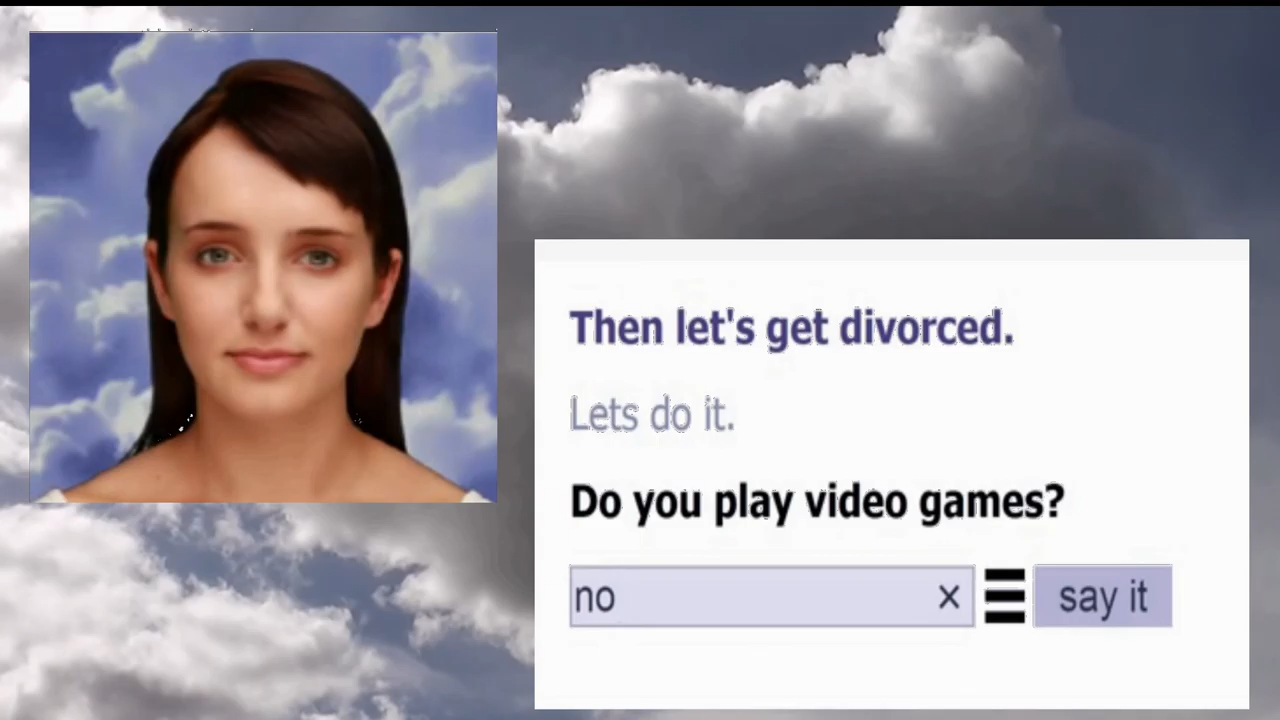 Then let's get divorced.
Lets do it.
Do you play video games?
no × say it